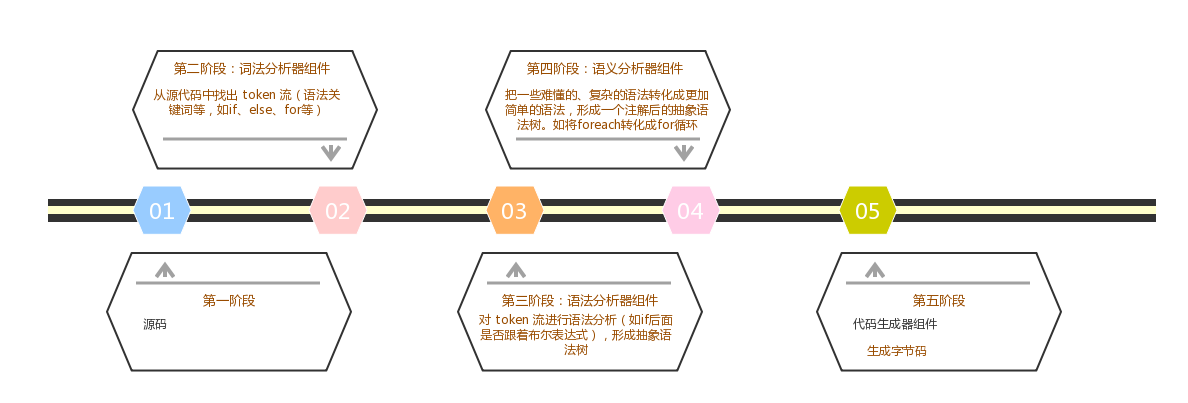 第二阶段：词法分析器组件
从源代码中找出 token 流（语法关
键词等，如if、else、for等）
第四阶段：语义分析器组件
把一些难懂的、复杂的语法转化成更加
简单的语法，形成一个注解后的抽象语
法树。如将foreach转化成for循环
01
02
03
04
05
第一阶段
源码
第三阶段：语法分析器组件
对 token 流进行语法分析（如if后面
是否跟着布尔表达式），形成抽象语
法树
第五阶段
代码生成器组件
生成字节码